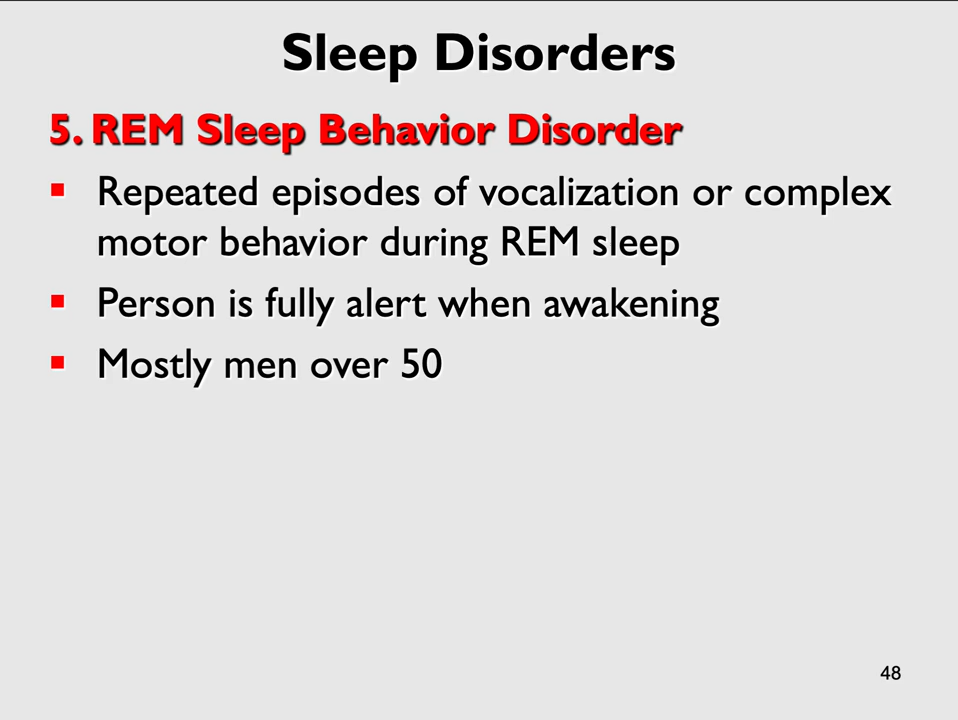 Sleep Disorders
5. REM Sleep Behavior Disorder
▪ Repeated episodes of vocalization or complex
motor behavior during REM sleep
▪ Person is fully alert when awakening
▪ Mostly men over 50
48